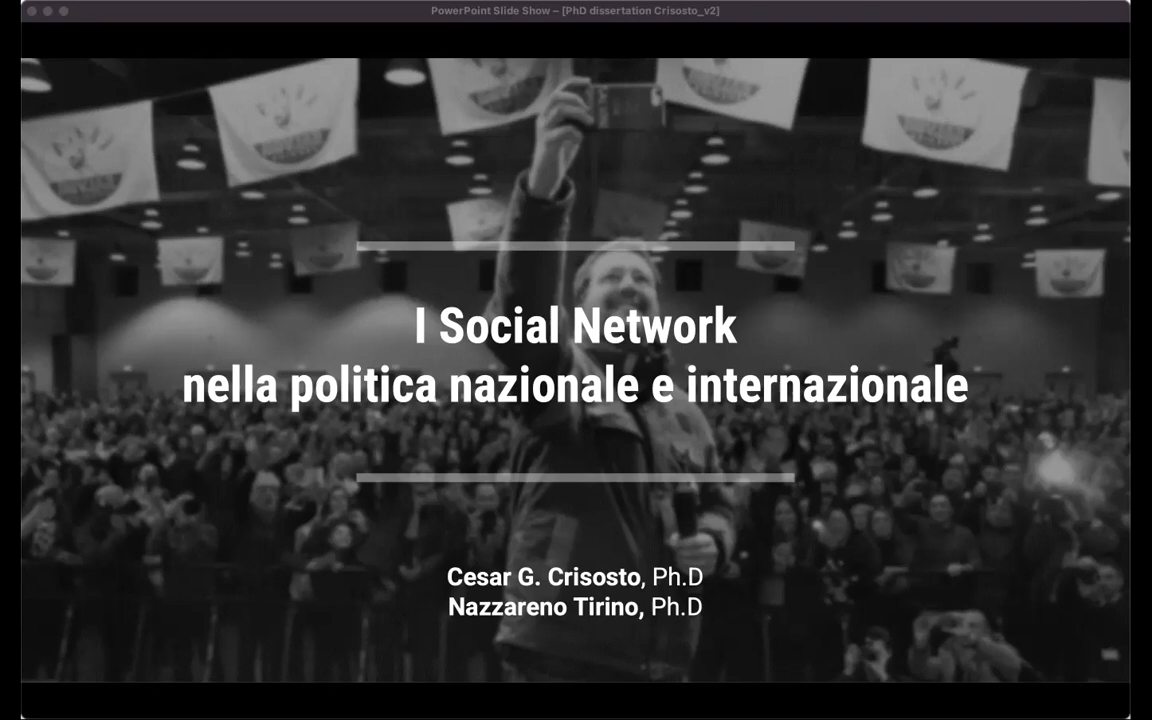 PowerPoint Slide Show – [PhD dissertation Crisosto_v2]
I Social Network
nella politica nazionale e internazionale
Cesar G. Crisosto, Ph.D
Nazzareno Tirino, Ph.D